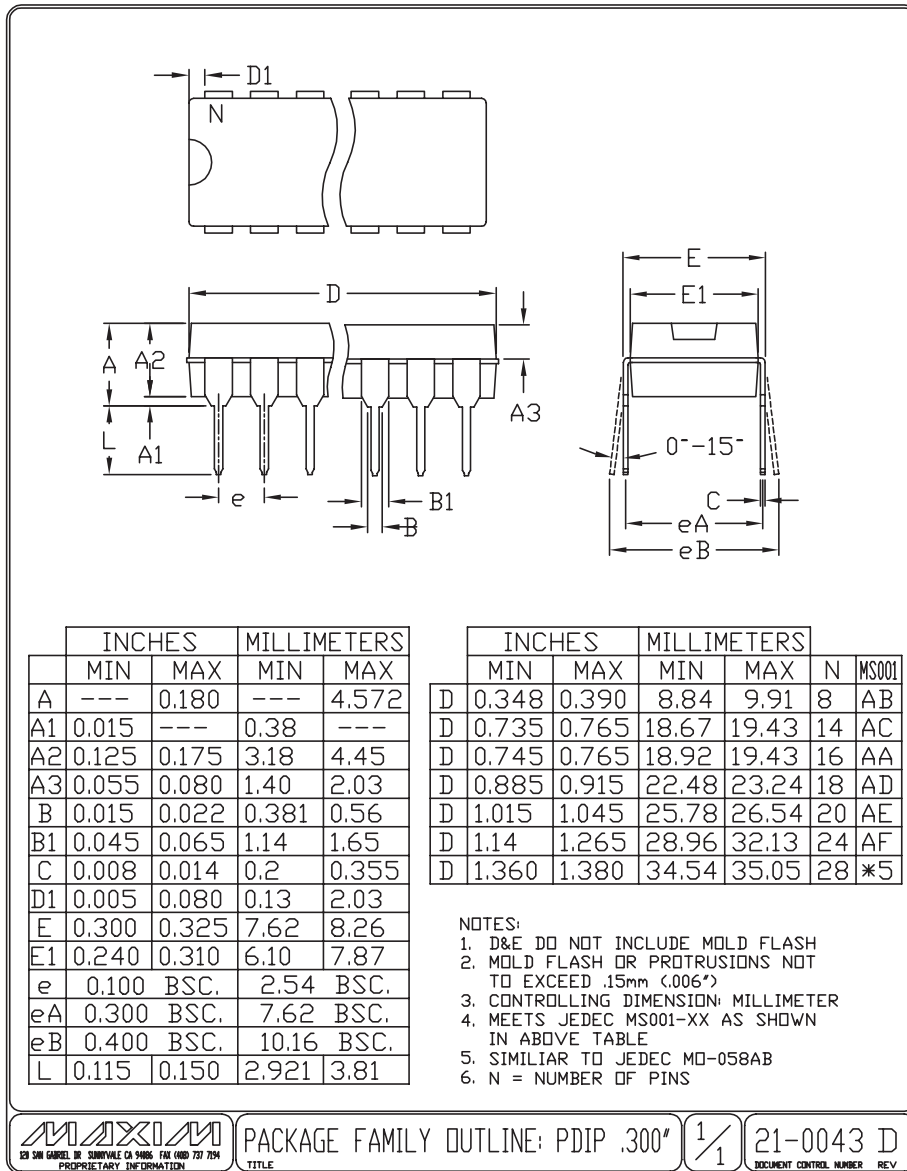 D1
N
D
E
E1
A
A2
A3
L
A1
0°-15°
e
B1
B
C
eA
eB
INCHES MILLIMETERS
MIN MAX MIN MAX
A --- 0.180 --- 4.572
A1 0.015 --- 0.38 ---
A2 0.125 0.175 3.18 4.45
A3 0.055 0.080 1.40 2.03
B 0.015 0.022 0.381 0.56
B1 0.045 0.065 1.14 1.65
C 0.008 0.014 0.2 0.355
D1 0.005 0.080 0.13 2.03
E 0.300 0.325 7.62 8.26
E1 0.240 0.310 6.10 7.87
e 0.100 BSC. 2.54 BSC.
eA 0.300 BSC. 7.62 BSC.
eB 0.400 BSC. 10.16 BSC.
L 0.115 0.150 2.921 3.81
INCHES MILLIMETERS
MIN MAX MIN MAX N MS001
D 0.348 0.390 8.84 9.91 8 AB
D 0.735 0.765 18.67 19.43 14 AC
D 0.745 0.765 18.92 19.43 16 AA
D 0.885 0.915 22.48 23.24 18 AD
D 1.015 1.045 25.78 26.54 20 AE
D 1.14 1.265 28.96 32.13 24 AF
D 1.360 1.380 34.54 35.05 28 *5
NOTES:
1. D&E DO NOT INCLUDE MOLD FLASH
2. MOLD FLASH OR PROTRUSIONS NOT
TO EXCEED .15mm (.006")
3. CONTROLLING DIMENSION: MILLIMETER
4. MEETS JEDEC MS001-XX AS SHOWN
IN ABOVE TABLE
5. SIMILIAR TO JEDEC MO-058AB
6. N = NUMBER OF PINS
MAXIM
120 SAN GABRIEL DR SUNNYVALE CA 94086 FAX (408) 737 7194
PROPRIETARY INFORMATION
PACKAGE FAMILY OUTLINE: PDIP .300"
TITLE
1/1
21-0043 D
DOCUMENT CONTROL NUMBER REV